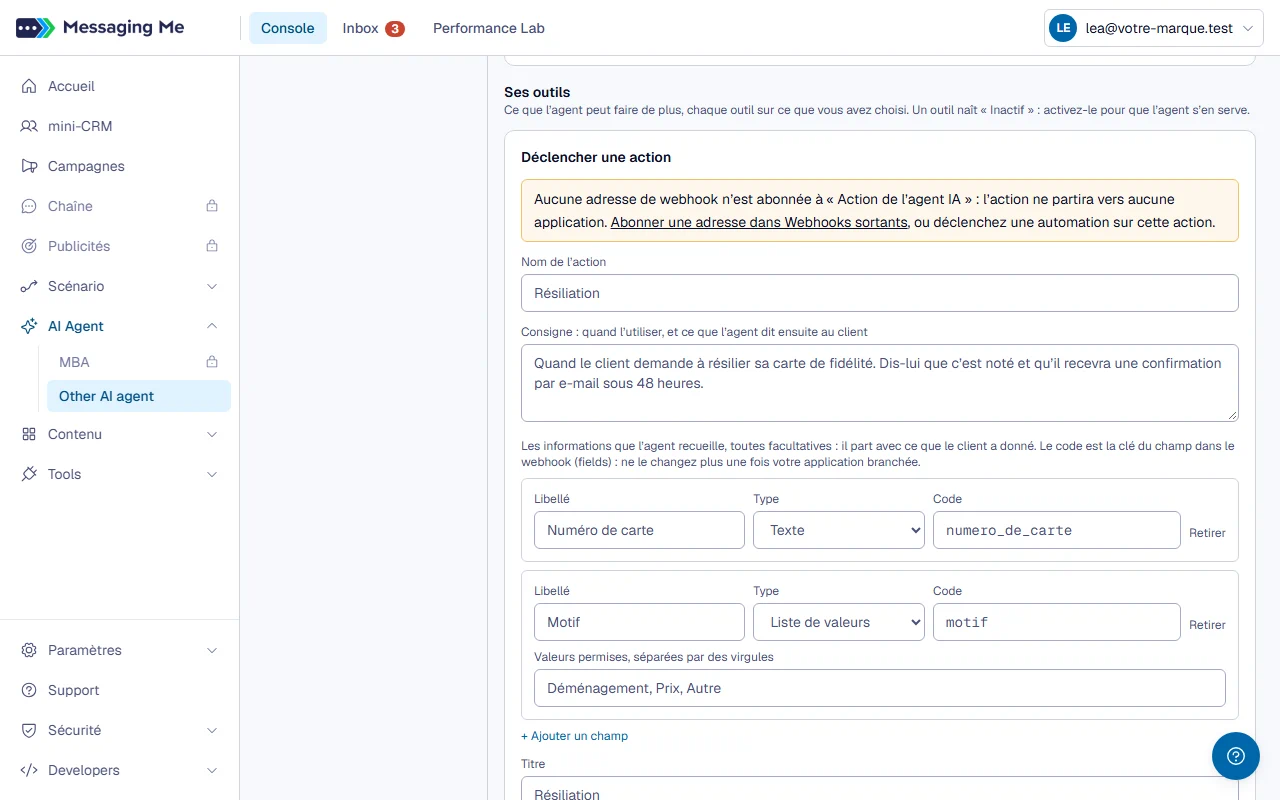 Messaging Me
Console
Inbox 3
Performance Lab
LE lea@votre-marque.test
Accueil
mini-CRM
Campagnes
Chaîne
Publicités
Scénario
AI Agent
MBA
Other AI agent
Contenu
Tools
Paramètres
Support
Sécurité
Developers
Ses outils
Ce que l’agent peut faire de plus, chaque outil sur ce que vous avez choisi. Un outil naît « Inactif » : activez-le pour que l’agent s’en serve.
Déclencher une action
Aucune adresse de webhook n’est abonnée à « Action de l’agent IA » : l’action ne partira vers aucune
application. Abonner une adresse dans Webhooks sortants, ou déclenchez une automation sur cette action.
Nom de l’action
Résiliation
Consigne : quand l’utiliser, et ce que l’agent dit ensuite au client
Quand le client demande à résilier sa carte de fidélité. Dis-lui que c’est noté et qu’il recevra une confirmation
par e-mail sous 48 heures.
Les informations que l’agent recueille, toutes facultatives : il part avec ce que le client a donné. Le code est la clé du champ dans le
webhook (fields) : ne le changez plus une fois votre application branchée.
Libellé Type Code
Numéro de carte Texte numero_de_carte Retirer
Libellé Type Code
Motif Liste de valeurs motif Retirer
Valeurs permises, séparées par des virgules
Déménagement, Prix, Autre
+ Ajouter un champ
Titre
Résiliation